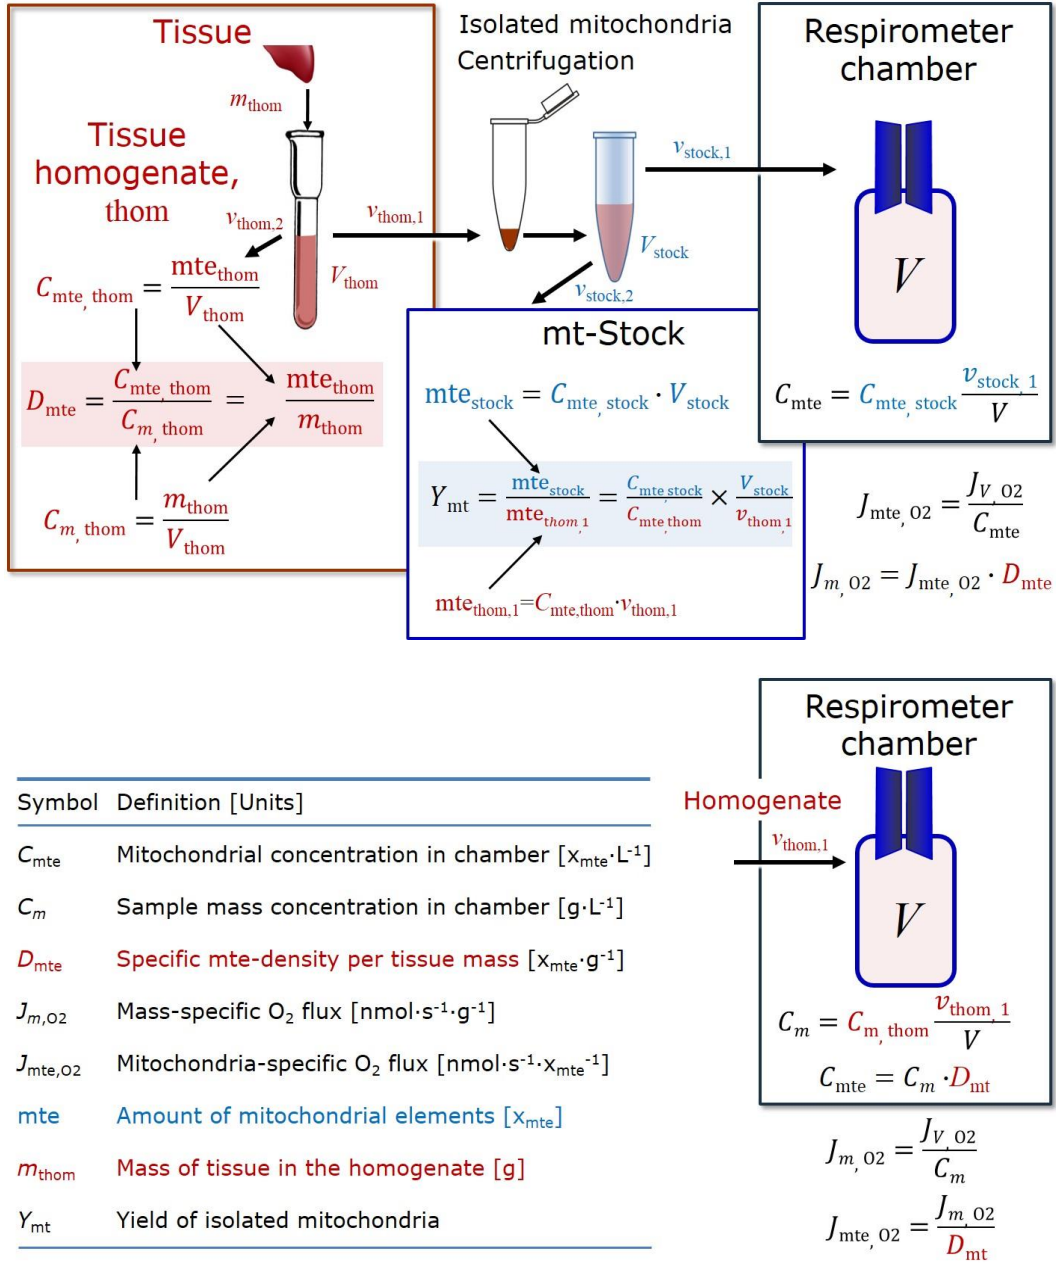 Tissue
m_thom
Tissue
homogenate,
thom
v_thom,2
v_thom,1
V_thom
C_mte, thom = mte_thom / V_thom
D_mte = C_mte, thom / C_m, thom = mte_thom / m_thom
C_m, thom = m_thom / V_thom
Isolated mitochondria
Centrifugation
v_stock,1
V_stock
v_stock,2
mt-Stock
mte_stock = C_mte, stock · V_stock
Y_mt = mte_stock / mte_thom,1 = C_mte,stock / C_mte,thom × V_stock / v_thom,1
mte_thom,1=C_mte,thom·v_thom,1
Respirometer
chamber
V
C_mte = C_mte, stock v_stock,1 / V
J_mte, O2 = J_V, O2 / C_mte
J_m, O2 = J_mte, O2 · D_mte
Symbol Definition [Units]
C_mte Mitochondrial concentration in chamber [x_mte·L⁻¹]
C_m Sample mass concentration in chamber [g·L⁻¹]
D_mte Specific mte-density per tissue mass [x_mte·g⁻¹]
J_m,O2 Mass-specific O₂ flux [nmol·s⁻¹·g⁻¹]
J_mte,O2 Mitochondria-specific O₂ flux [nmol·s⁻¹·x_mte⁻¹]
mte Amount of mitochondrial elements [x_mte]
m_thom Mass of tissue in the homogenate [g]
Y_mt Yield of isolated mitochondria
Homogenate
v_thom,1
Respirometer
chamber
V
C_m = C_m, thom v_thom,1 / V
C_mte = C_m · D_mt
J_m, O2 = J_V, O2 / C_m
J_mte, O2 = J_m, O2 / D_mt